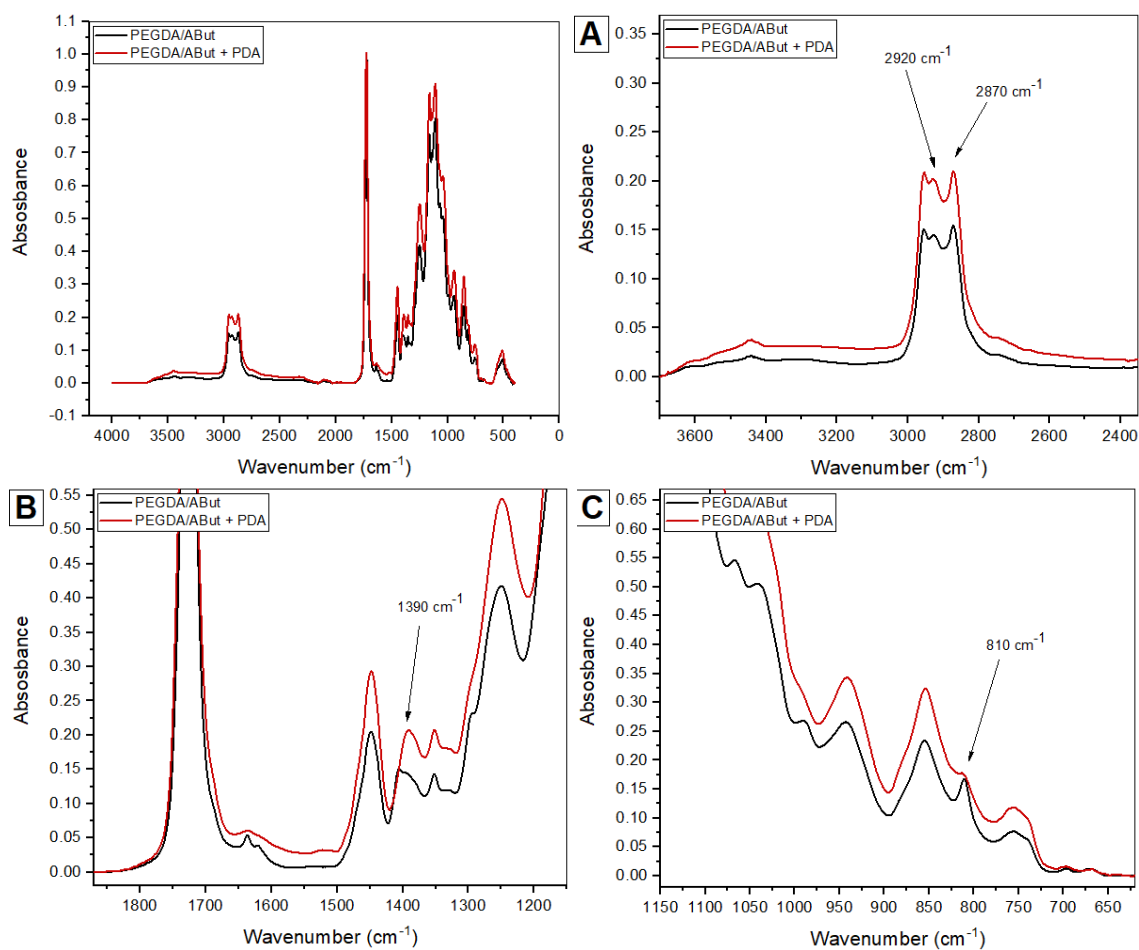 PEGDA/ABut
PEGDA/ABut + PDA
1.1
1.0
0.9
0.8
0.7
0.6
0.5
0.4
0.3
0.2
0.1
0.0
-0.1
Absosbance
4000 3500 3000 2500 2000 1500 1000 500 0
Wavenumber (cm-1)
A
PEGDA/ABut
PEGDA/ABut + PDA
2920 cm-1
2870 cm-1
0.35
0.30
0.25
0.20
0.15
0.10
0.05
0.00
Absosbance
3600 3400 3200 3000 2800 2600 2400
Wavenumber (cm-1)
B
PEGDA/ABut
PEGDA/ABut + PDA
1390 cm-1
0.55
0.50
0.45
0.40
0.35
0.30
0.25
0.20
0.15
0.10
0.05
0.00
Absosbance
1800 1700 1600 1500 1400 1300 1200
Wavenumber (cm-1)
C
PEGDA/ABut
PEGDA/ABut + PDA
810 cm-1
0.65
0.60
0.55
0.50
0.45
0.40
0.35
0.30
0.25
0.20
0.15
0.10
0.05
0.00
Absosbance
1150 1100 1050 1000 950 900 850 800 750 700 650
Wavenumber (cm-1)